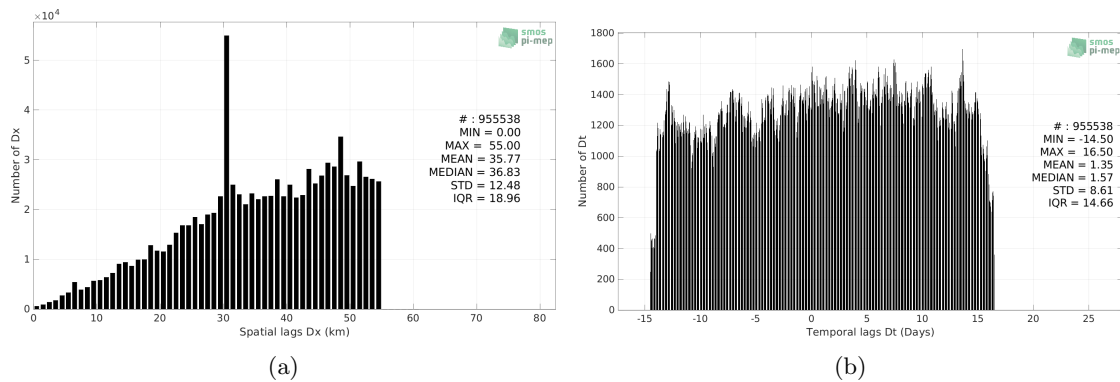 ×10⁴
5
4
3
2
1
0
Number of Dx
0 10 20 30 40 50 60 70 80
Spatial lags Dx (km)
smos
pi-mep
# : 955538
MIN = 0.00
MAX = 55.00
MEAN = 35.77
MEDIAN = 36.83
STD = 12.48
IQR = 18.96
(a)
1800
1600
1400
1200
1000
800
600
400
200
0
Number of Dt
-15 -10 -5 0 5 10 15 20 25
Temporal lags Dt (Days)
smos
pi-mep
# : 955538
MIN = -14.50
MAX = 16.50
MEAN = 1.35
MEDIAN = 1.57
STD = 8.61
IQR = 14.66
(b)